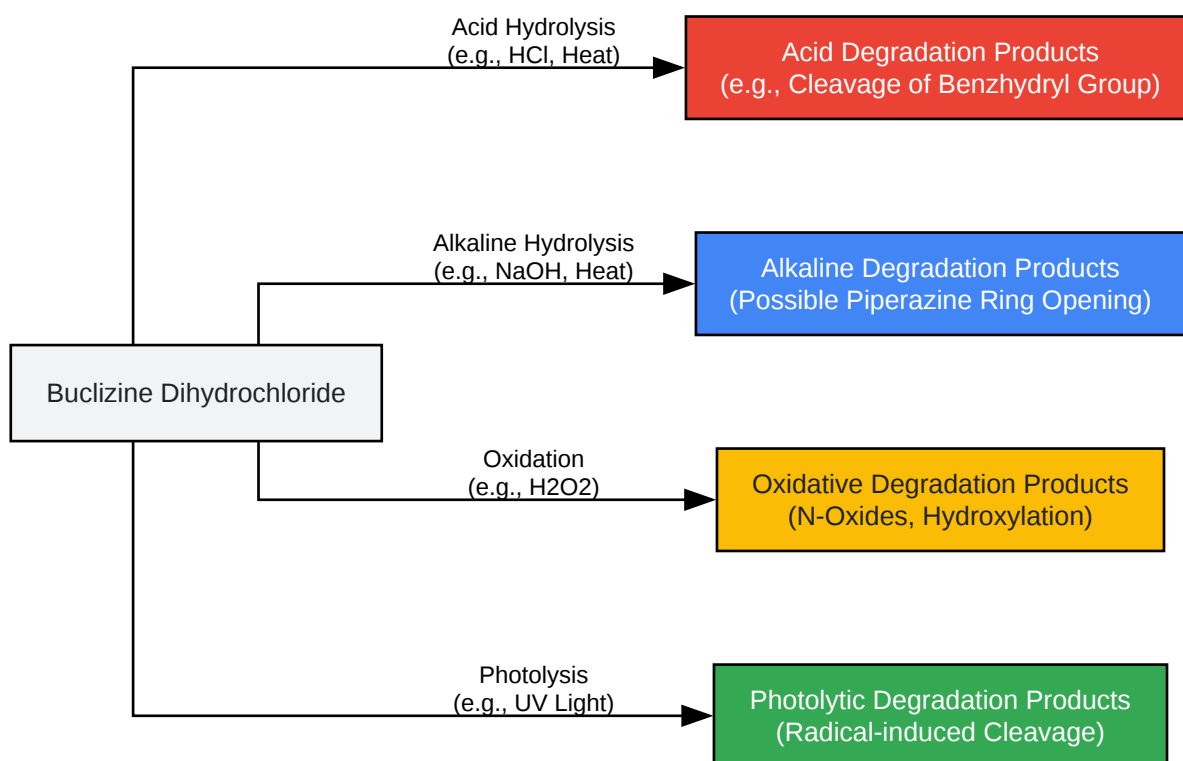 Acid Hydrolysis
(e.g., HCl, Heat)
Acid Degradation Products
(e.g., Cleavage of Benzhydryl Group)
Alkaline Hydrolysis
(e.g., NaOH, Heat)
Alkaline Degradation Products
(Possible Piperazine Ring Opening)
Buclizine Dihydrochloride
Oxidation
(e.g., H2O2)
Oxidative Degradation Products
(N-Oxides, Hydroxylation)
Photolysis
(e.g., UV Light)
Photolytic Degradation Products
(Radical-induced Cleavage)